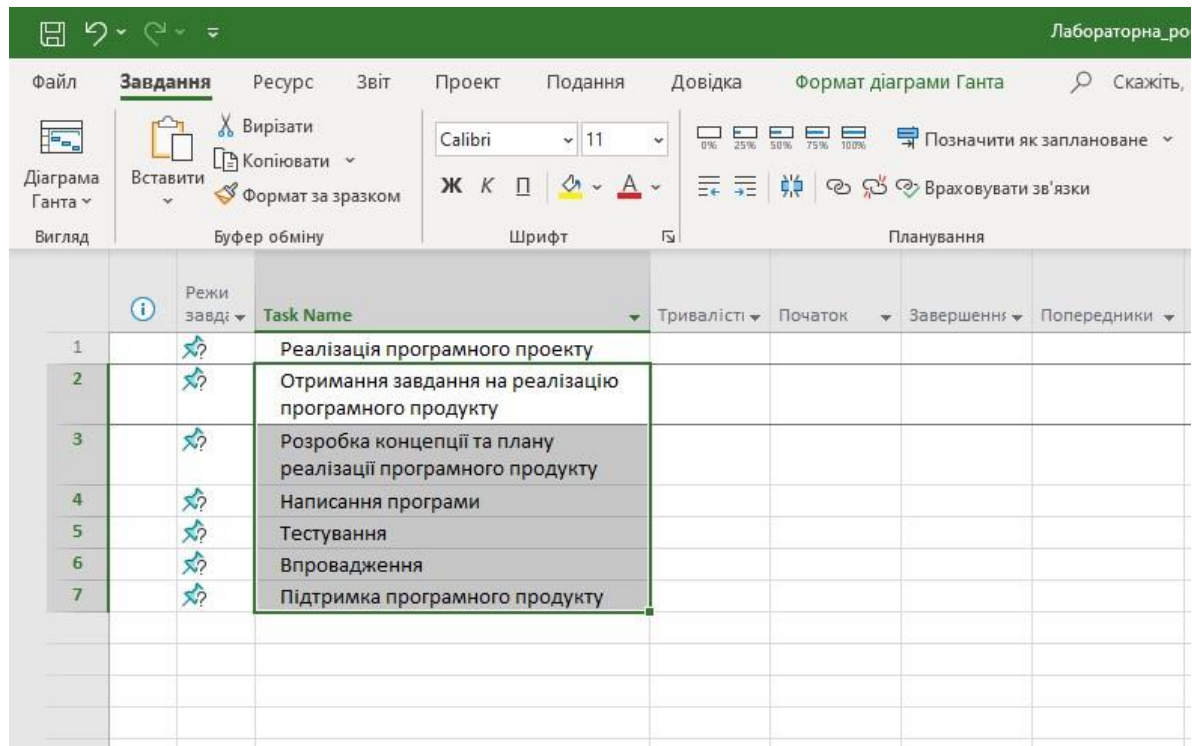 Лабораторна_ро
Файл Завдання Ресурс Звіт Проект Подання Довідка Формат діаграми Ганта Скажіть,
Діаграма Ганта
Вигляд
Вставити
Вирізати
Копіювати
Формат за зразком
Буфер обміну
Calibri 11
Ж К П А
Шрифт
0% 25% 50% 75% 100%
Позначити як заплановане
Враховувати зв'язки
Планування
Режи
завда Task Name Тривалісті Початок Завершення Попередники
1 Реалізація програмного проекту
2 Отримання завдання на реалізацію
програмного продукту
3 Розробка концепції та плану
реалізації програмного продукту
4 Написання програми
5 Тестування
6 Впровадження
7 Підтримка програмного продукту